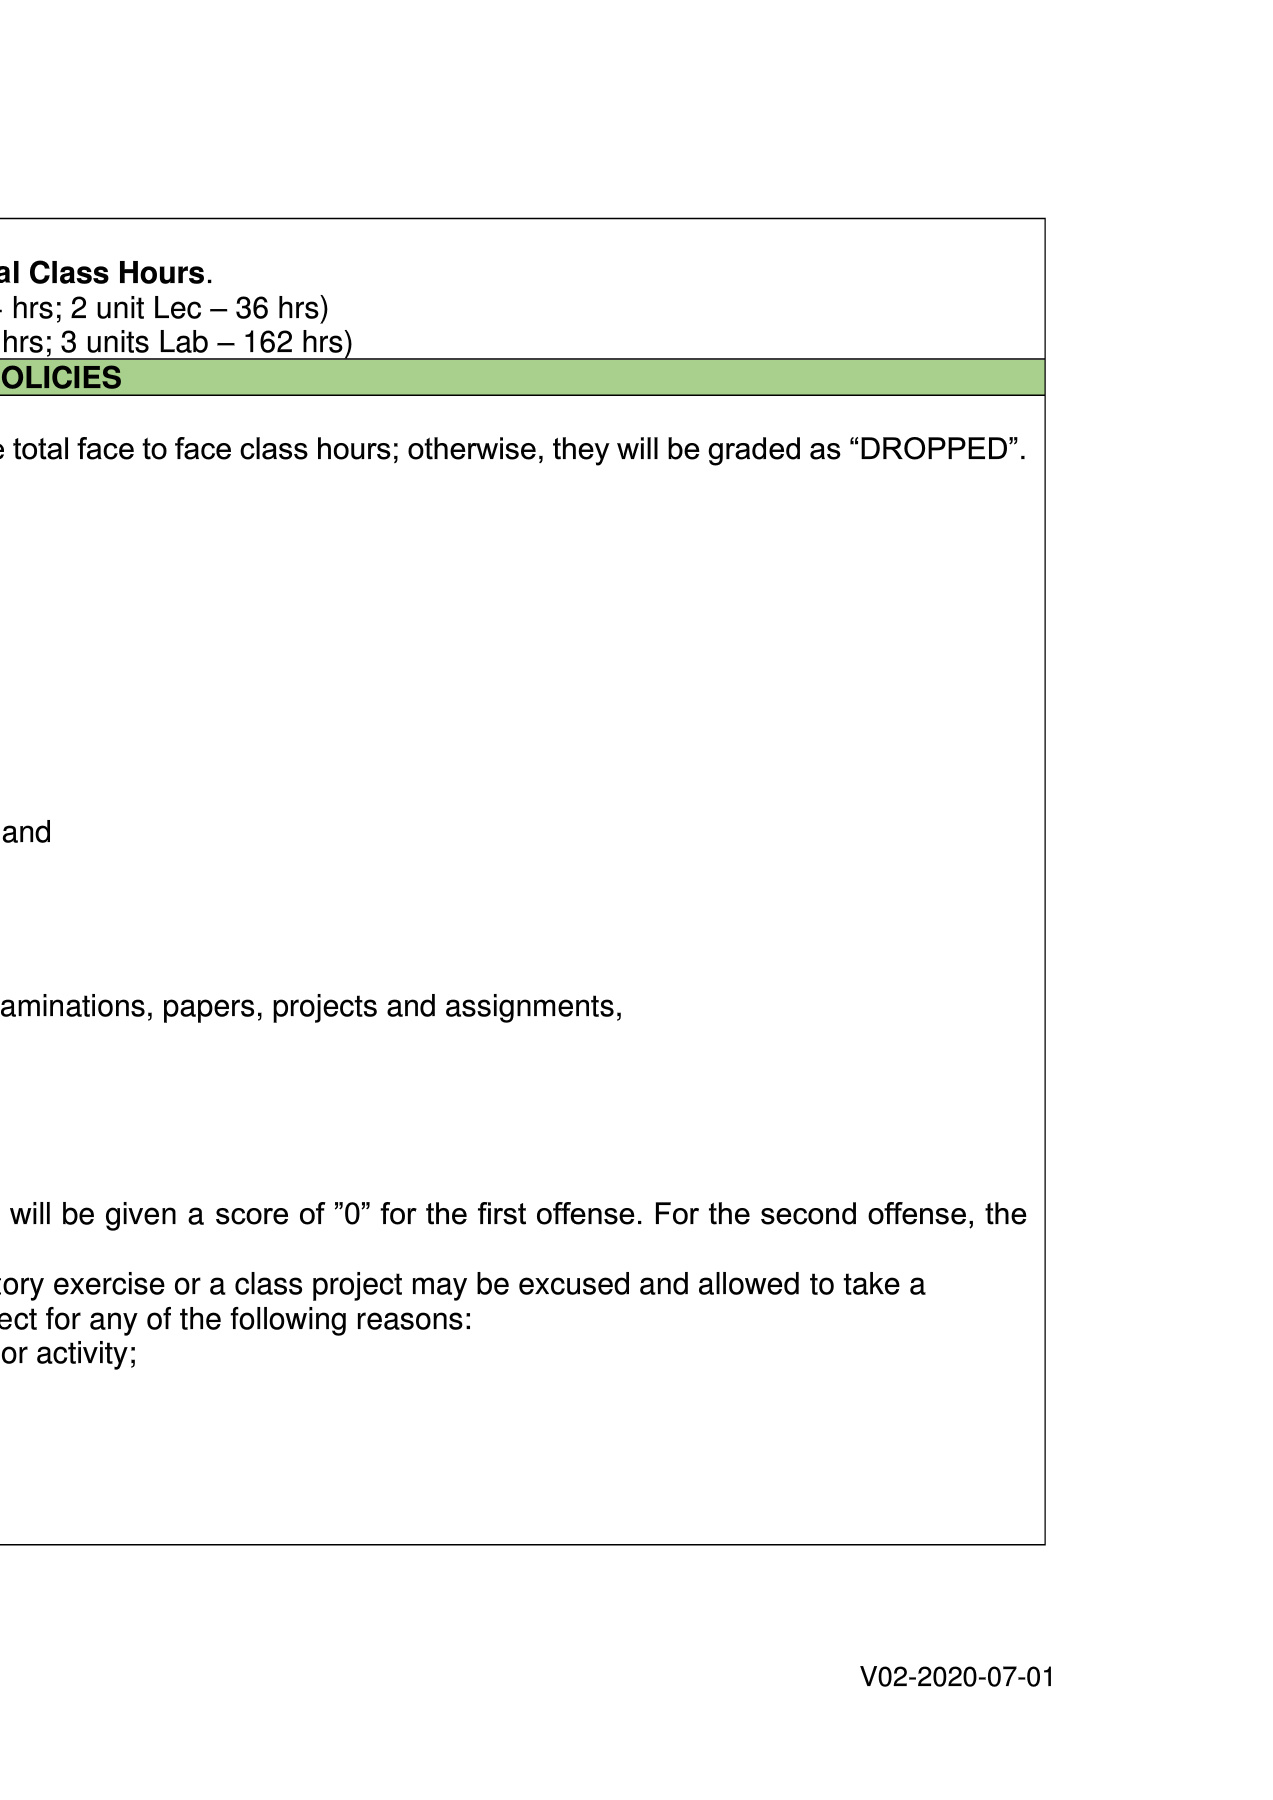 al Class Hours.
hrs; 2 unit Lec – 36 hrs)
hrs; 3 units Lab – 162 hrs)
OLICIES
e total face to face class hours; otherwise, they will be graded as “DROPPED”.
and
aminations, papers, projects and assignments,
will be given a score of ”0” for the first offense. For the second offense, the
tory exercise or a class project may be excused and allowed to take a
ect for any of the following reasons:
or activity;
V02-2020-07-01